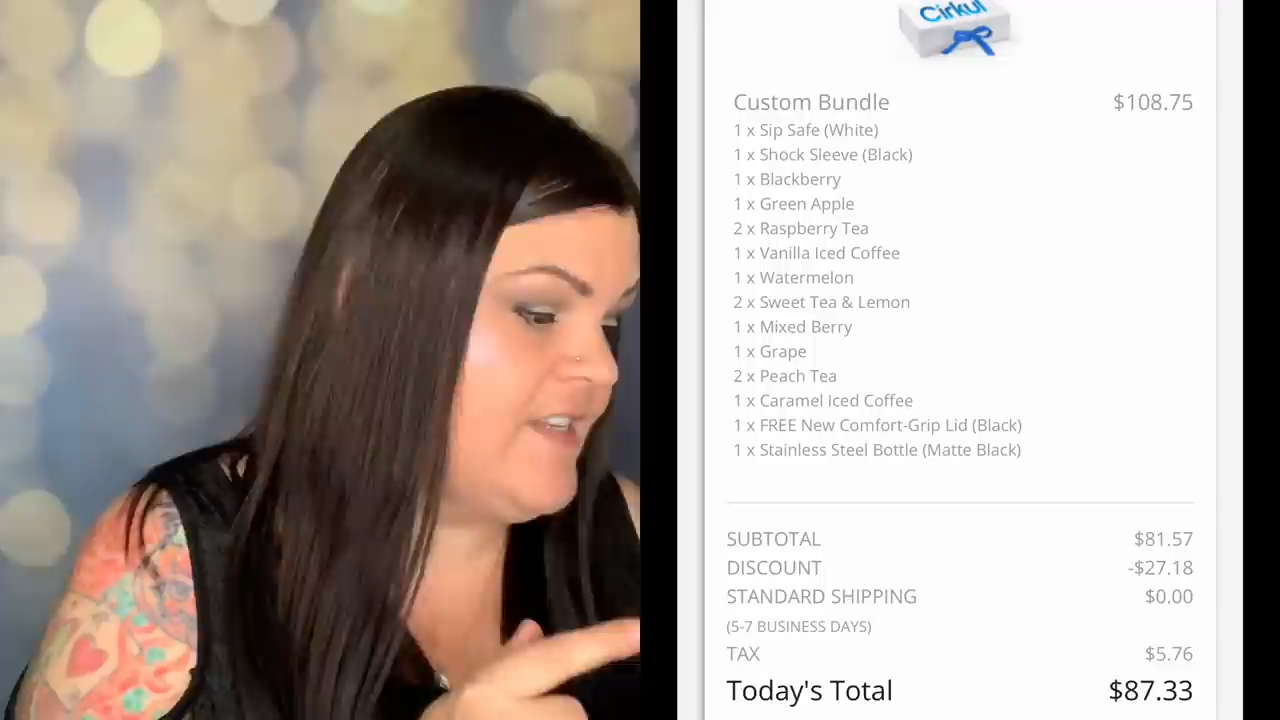 Cirkul
Custom Bundle $108.75
1 x Sip Safe (White)
1 x Shock Sleeve (Black)
1 x Blackberry
1 x Green Apple
2 x Raspberry Tea
1 x Vanilla Iced Coffee
1 x Watermelon
2 x Sweet Tea & Lemon
1 x Mixed Berry
1 x Grape
2 x Peach Tea
1 x Caramel Iced Coffee
1 x FREE New Comfort-Grip Lid (Black)
1 x Stainless Steel Bottle (Matte Black)
SUBTOTAL $81.57
DISCOUNT -$27.18
STANDARD SHIPPING $0.00
(5-7 BUSINESS DAYS)
TAX $5.76
Today's Total $87.33